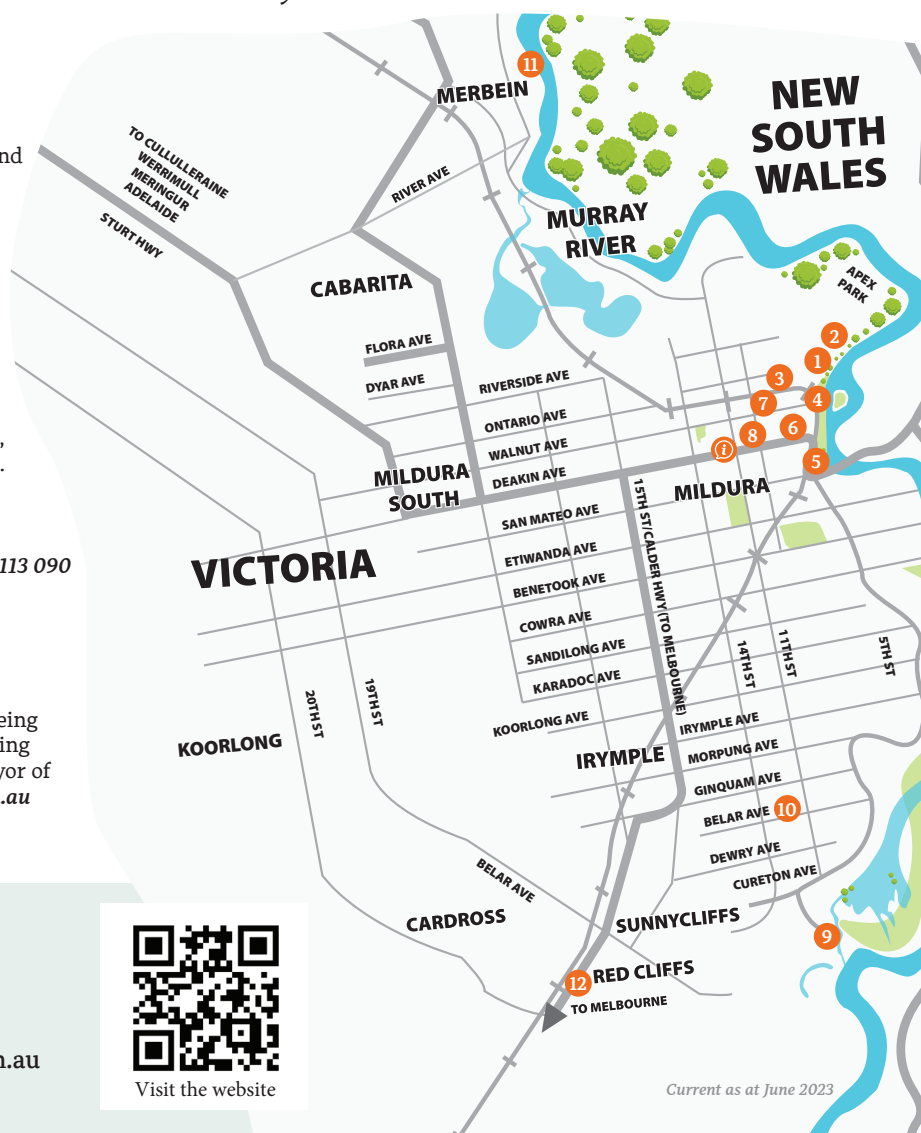 nd
,
.
113 090
eing
ing
yor of
.au
n.au
Visit the website
NEW
SOUTH
WALES
11
MERBEIN
TO CULLULLERAINE
WERRIMULL
MERINGUR
ADELAIDE
STURT HWY
RIVER AVE
MURRAY
RIVER
CABARITA
APEX
PARK
FLORA AVE
DYAR AVE
RIVERSIDE AVE
ONTARIO AVE
WALNUT AVE
DEAKIN AVE
2
1
3
4
7
6
8
i
5
MILDURA
SOUTH
MILDURA
SAN MATEO AVE
VICTORIA
ETIWANDA AVE
BENETOOK AVE
COWRA AVE
SANDILONG AVE
KARADOC AVE
KOORLONG AVE
15TH ST/CALDER HWY (TO MELBOURNE)
14TH ST
11TH ST
5TH ST
20TH ST
19TH ST
KOORLONG
IRYMPLE
IRYMPLE AVE
MORPUNG AVE
GINQUAM AVE
BELAR AVE
10
DEWRY AVE
CURETON AVE
BELAR AVE
CARDROSS
SUNNYCLIFFS
9
12
RED CLIFFS
TO MELBOURNE
Current as at June 2023